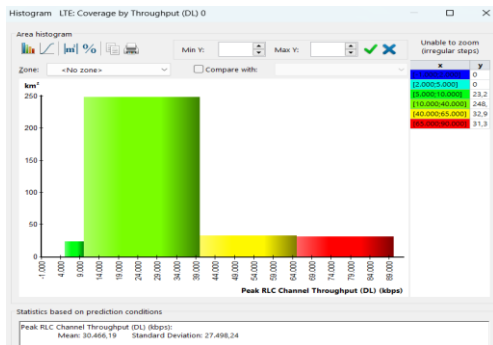 Histogram LTE: Coverage by Throughput (DL) 0
Area histogram
Min Y: Max Y:
Unable to zoom
(irregular steps)
Zone: <No zone> Compare with:
x y
0
[2.000;5.000[ 0
[5.000;10.000[ 23,2
[10.000;40.000[ 248,
[40.000;65.000[ 32,9
[65.000;90.000[ 31,3
km²
250
200
150
100
50
0
-1.000 4.000 9.000 14.000 19.000 24.000 29.000 34.000 39.000 44.000 49.000 54.000 59.000 64.000 69.000 74.000 79.000 84.000 89.000
Peak RLC Channel Throughput (DL) (kbps)
Statistics based on prediction conditions
Peak RLC Channel Throughput (DL) (kbps):
Mean: 30.466,19 Standard Deviation: 27.498,24